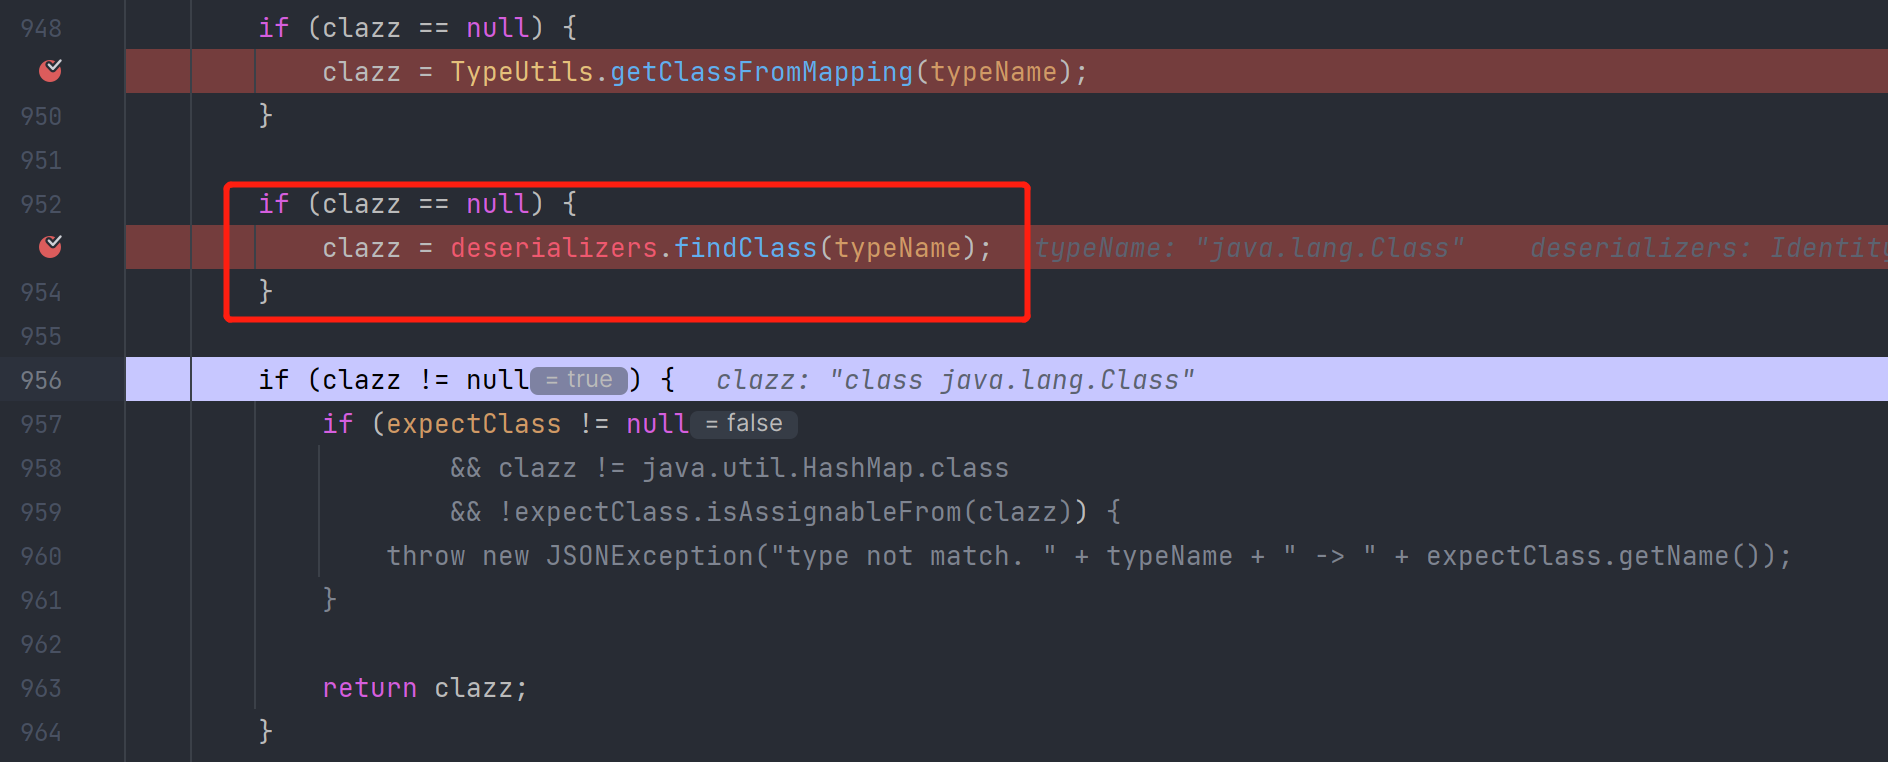 948 if (clazz == null) {
clazz = TypeUtils.getClassFromMapping(typeName);
950 }
951
952 if (clazz == null) {
clazz = deserializers.findClass(typeName); typeName: "java.lang.Class" deserializers: Identity
954 }
955
956 if (clazz != null = true ) { clazz: "class java.lang.Class"
957 if (expectClass != null = false
958 && clazz != java.util.HashMap.class
959 && !expectClass.isAssignableFrom(clazz)) {
960 throw new JSONException("type not match. " + typeName + " -> " + expectClass.getName());
961 }
962
963 return clazz;
964 }